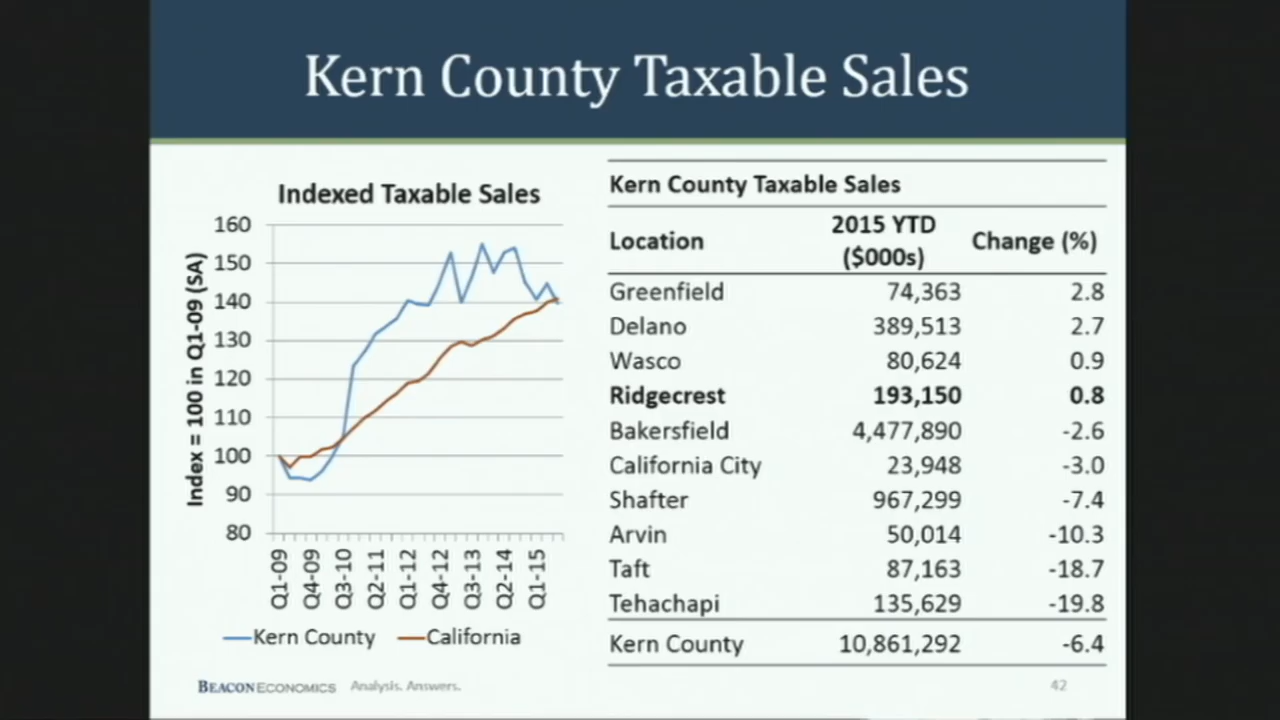 Kern County Taxable Sales
Indexed Taxable Sales
Index = 100 in Q1-09 (SA)
160
150
140
130
120
110
100
90
80
Q1-09 Q4-09 Q3-10 Q2-11 Q1-12 Q4-12 Q3-13 Q2-14 Q1-15
Kern County California
Kern County Taxable Sales
Location 2015 YTD ($000s) Change (%)
Greenfield 74,363 2.8
Delano 389,513 2.7
Wasco 80,624 0.9
Ridgecrest 193,150 0.8
Bakersfield 4,477,890 -2.6
California City 23,948 -3.0
Shafter 967,299 -7.4
Arvin 50,014 -10.3
Taft 87,163 -18.7
Tehachapi 135,629 -19.8
Kern County 10,861,292 -6.4
BEACON ECONOMICS Analysis. Answers. 42